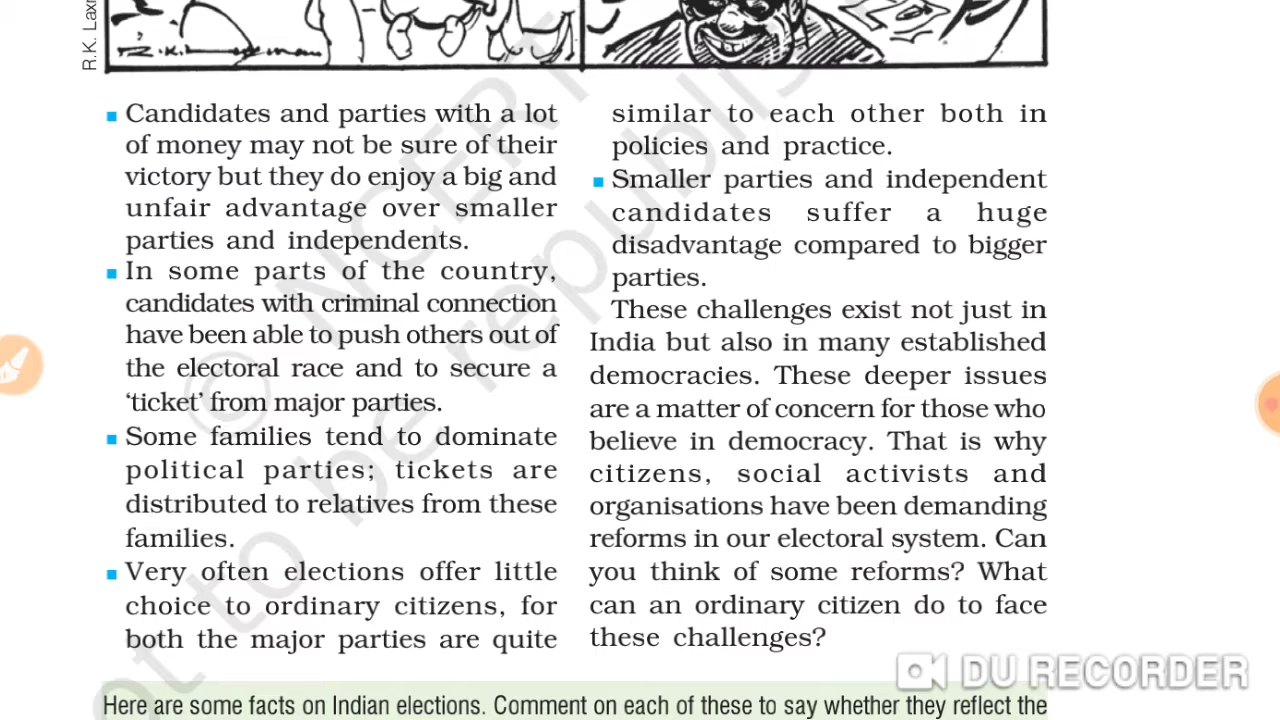 R.K. Lax
Candidates and parties with a lot
of money may not be sure of their
victory but they do enjoy a big and
unfair advantage over smaller
parties and independents.
In some parts of the country,
candidates with criminal connection
have been able to push others out of
the electoral race and to secure a
‘ticket’ from major parties.
Some families tend to dominate
political parties; tickets are
distributed to relatives from these
families.
Very often elections offer little
choice to ordinary citizens, for
both the major parties are quite
similar to each other both in
policies and practice.
Smaller parties and independent
candidates suffer a huge
disadvantage compared to bigger
parties.
These challenges exist not just in
India but also in many established
democracies. These deeper issues
are a matter of concern for those who
believe in democracy. That is why
citizens, social activists and
organisations have been demanding
reforms in our electoral system. Can
you think of some reforms? What
can an ordinary citizen do to face
these challenges?
Here are some facts on Indian elections. Comment on each of these to say whether they reflect the
© NCERT
not to be republis
DU RECORDER